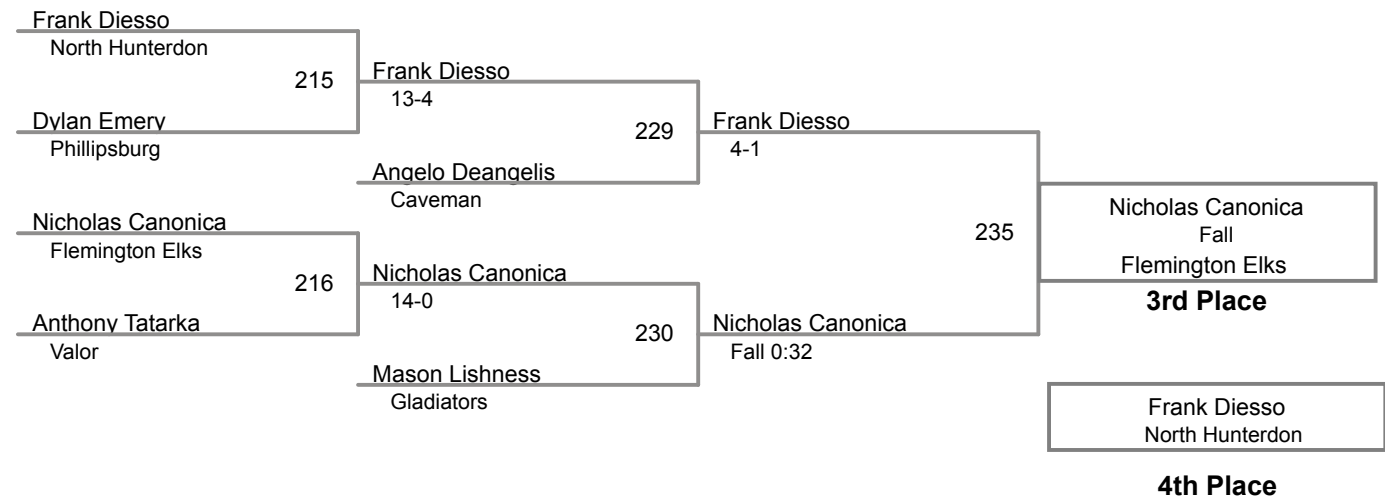 Frank Diesso
North Hunterdon
215
Frank Diesso
13-4
Dylan Emery
Phillipsburg
229
Frank Diesso
4-1
Angelo Deangelis
Caveman
Nicholas Canonica
Flemington Elks
235
Nicholas Canonica
Fall
Flemington Elks
3rd Place
216
Nicholas Canonica
14-0
Anthony Tatarka
Valor
230
Nicholas Canonica
Fall 0:32
Mason Lishness
Gladiators
Frank Diesso
North Hunterdon
4th Place